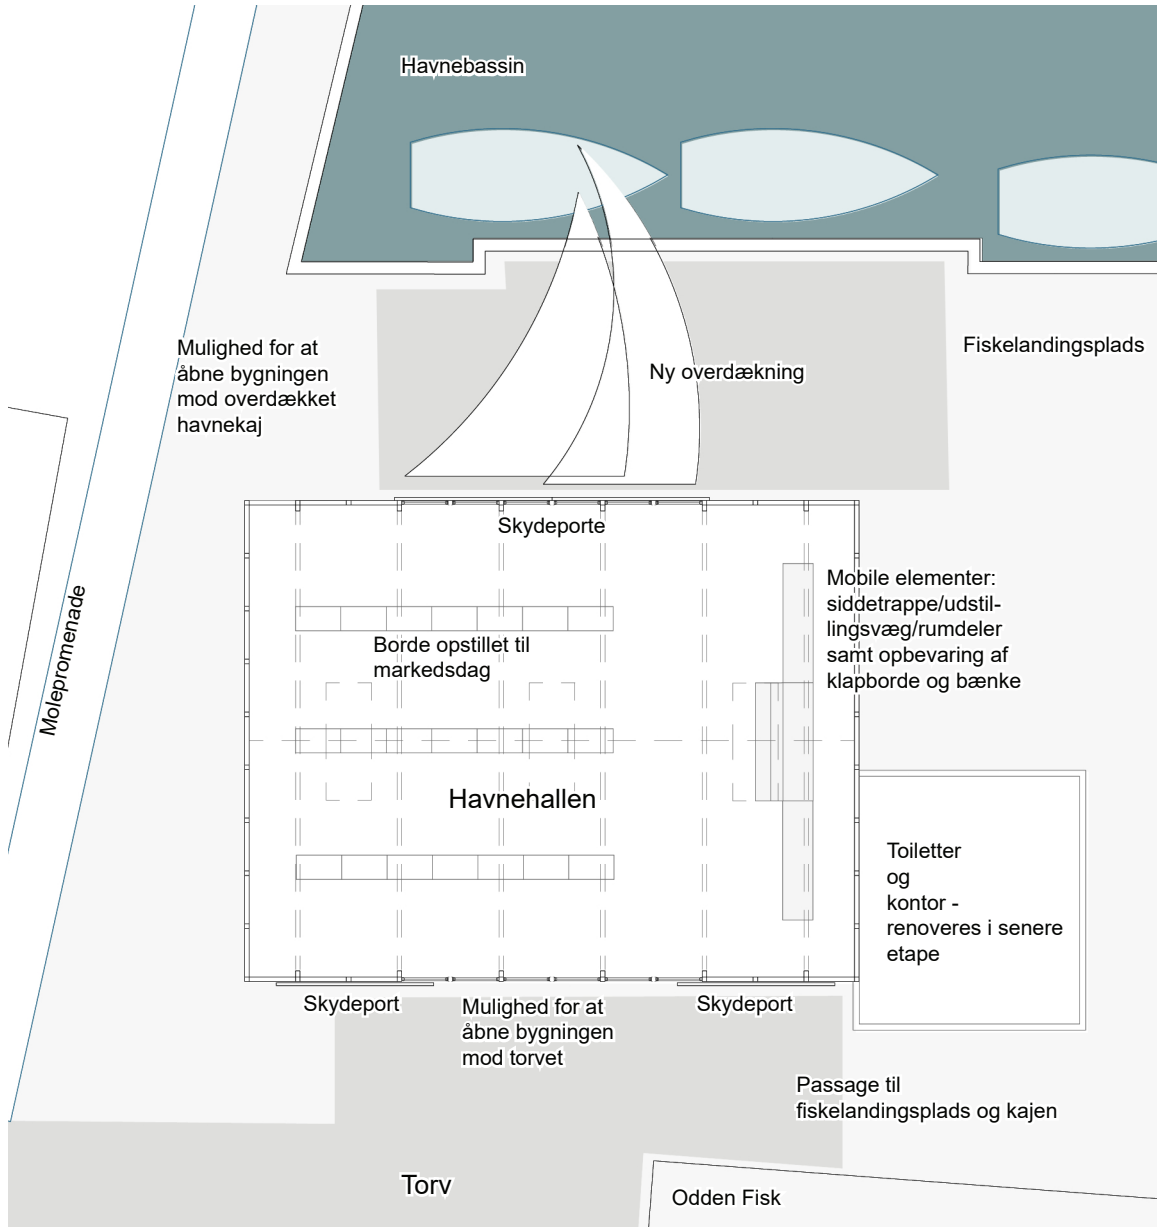 Havnebassin
Mulighed for at
åbne bygningen
mod overdækket
havnekaj
Ny overdækning
Fiskelandingsplads
Skydeporte
Mobile elementer:
siddetrappe/udstil-
lingsvæg/rumdeler
samt opbevaring af
klapborde og bænke
Borde opstillet til
markedsdag
Molepromenade
Havnehallen
Toiletter
og
kontor -
renoveres i senere
etape
Skydeport
Mulighed for at
åbne bygningen
mod torvet
Skydeport
Passage til
fiskelandingsplads og kajen
Torv
Odden Fisk